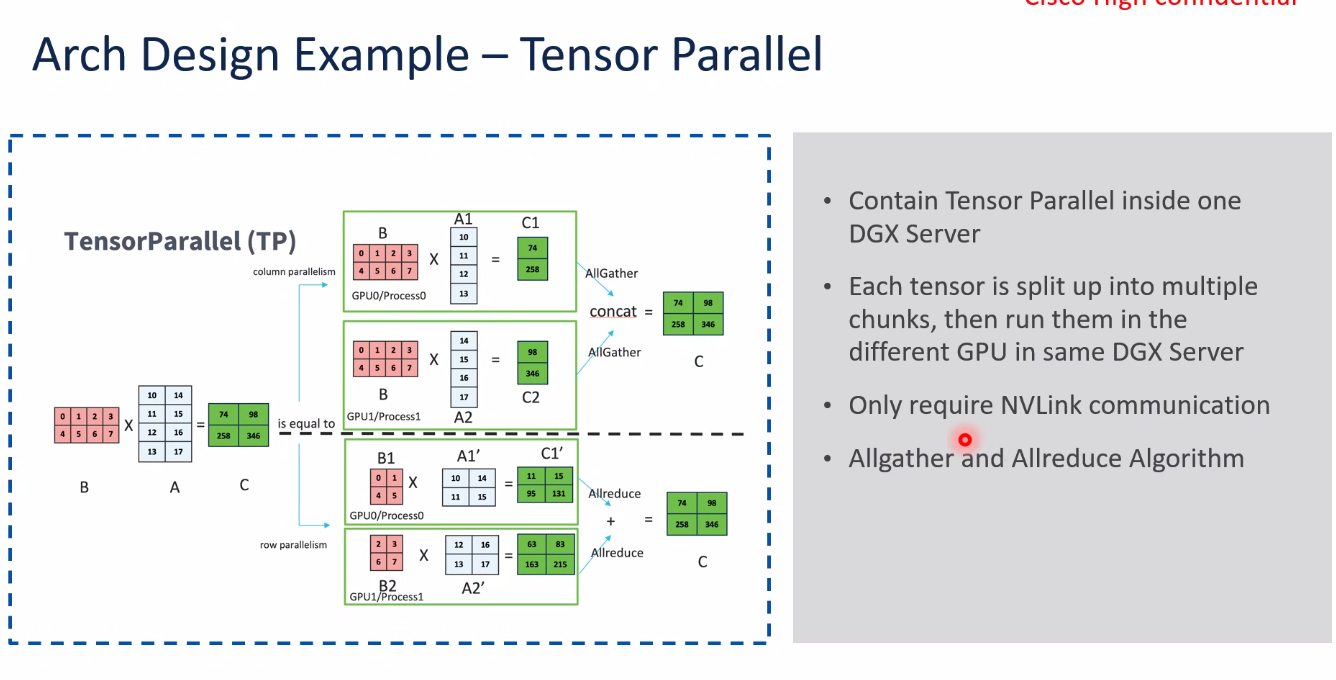 Cisco High confidential
Arch Design Example – Tensor Parallel
TensorParallel (TP)
column parallelism
B
0 1 2 3
4 5 6 7
GPU0/Process0
X
A1
10
11
12
13
=
C1
74
258
AllGather
B
0 1 2 3
4 5 6 7
GPU1/Process1
X
14
15
16
17
A2
=
98
346
C2
AllGather
concat =
74 98
258 346
C
0 1 2 3
4 5 6 7
B
X
10 14
11 15
12 16
13 17
A
=
74 98
258 346
C
is equal to
row parallelism
B1
0 1
4 5
GPU0/Process0
X
A1’
10 14
11 15
=
C1’
11 15
95 131
Allreduce
2 3
6 7
B2
GPU1/Process1
X
12 16
13 17
A2’
=
63 83
163 215
Allreduce
+ =
74 98
258 346
C
• Contain Tensor Parallel inside one
DGX Server
• Each tensor is split up into multiple
chunks, then run them in the
different GPU in same DGX Server
• Only require NVLink communication
• Allgather and Allreduce Algorithm